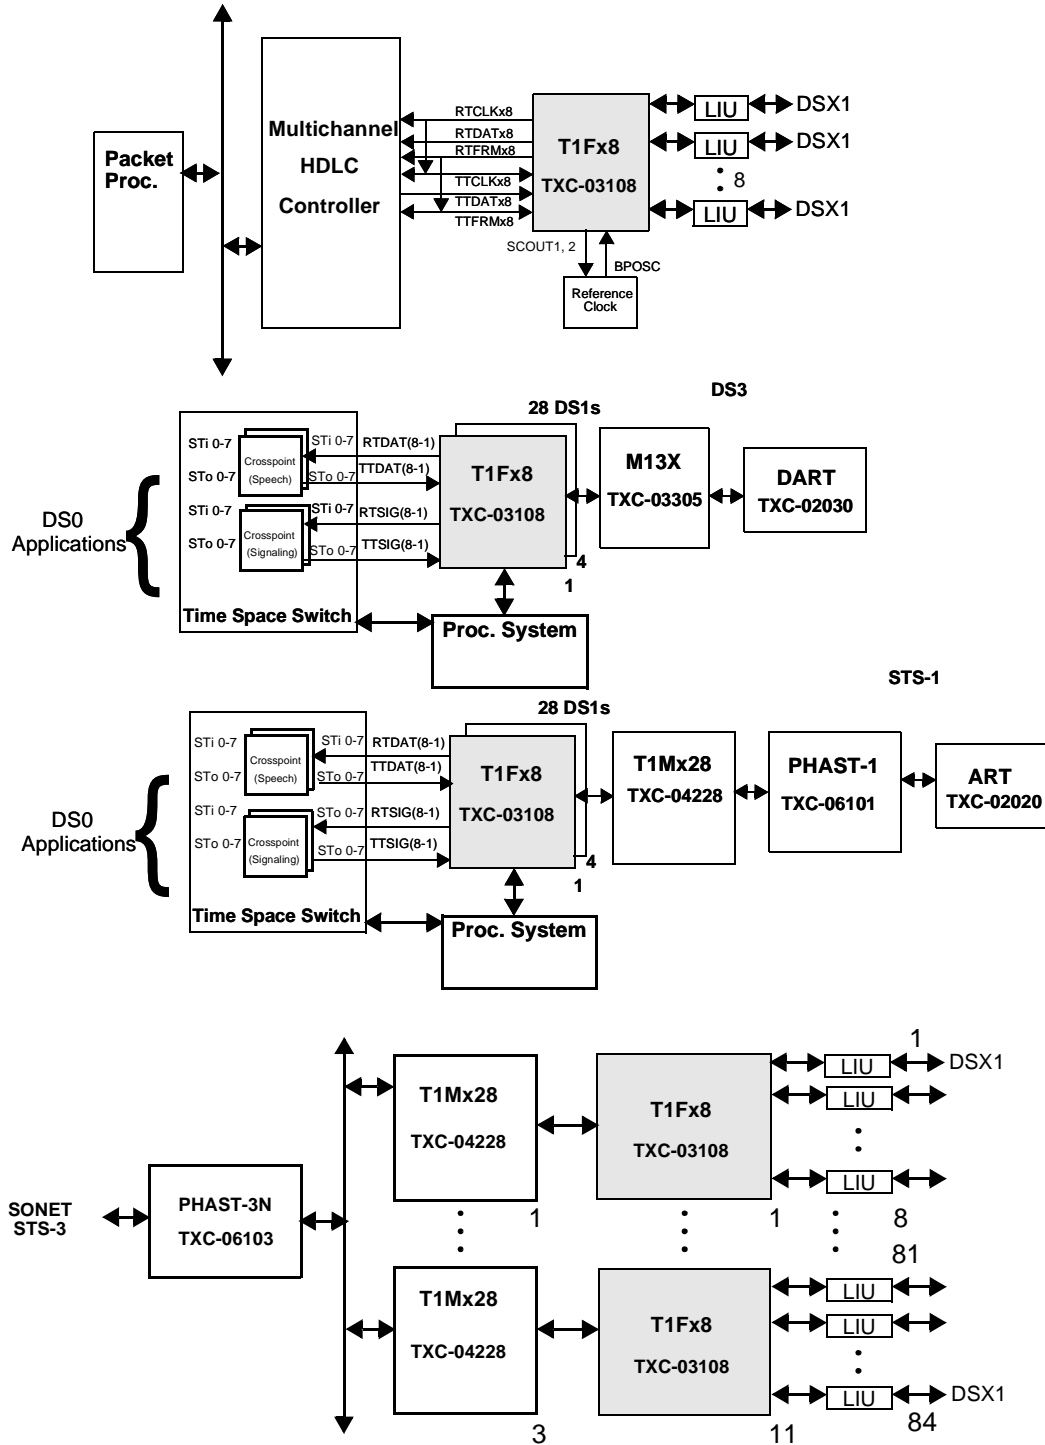 Packet
Proc.
Multichannel
HDLC
Controller
RTCLKx8
RTDATx8
RTFRMx8
TTCLKx8
TTDATx8
TTFRMx8
T1Fx8
TXC-03108
LIU
DSX1
LIU
DSX1
8
LIU
DSX1
SCOUT1, 2
BPOSC
Reference
Clock
DS3
28 DS1s
DS0
Applications
STi 0-7
STo 0-7
STi 0-7
STo 0-7
Crosspoint
(Speech)
Crosspoint
(Signaling)
STi 0-7
STo 0-7
STi 0-7
STo 0-7
RTDAT(8-1)
TTDAT(8-1)
RTSIG(8-1)
TTSIG(8-1)
Time Space Switch
T1Fx8
TXC-03108
4
1
Proc. System
M13X
TXC-03305
DART
TXC-02030
STS-1
28 DS1s
DS0
Applications
STi 0-7
STo 0-7
STi 0-7
STo 0-7
Crosspoint
(Speech)
Crosspoint
(Signaling)
STi 0-7
STo 0-7
STo 0-7
STo 0-7
RTDAT(8-1)
TTDAT(8-1)
RTSIG(8-1)
TTSIG(8-1)
Time Space Switch
T1Fx8
TXC-03108
4
1
Proc. System
T1Mx28
TXC-04228
PHAST-1
TXC-06101
ART
TXC-02020
SONET
STS-3
PHAST-3N
TXC-06103
T1Mx28
TXC-04228
1
T1Fx8
TXC-03108
1
1
LIU
DSX1
LIU
LIU
8
81
T1Mx28
TXC-04228
3
T1Fx8
TXC-03108
11
LIU
LIU
LIU
DSX1
84